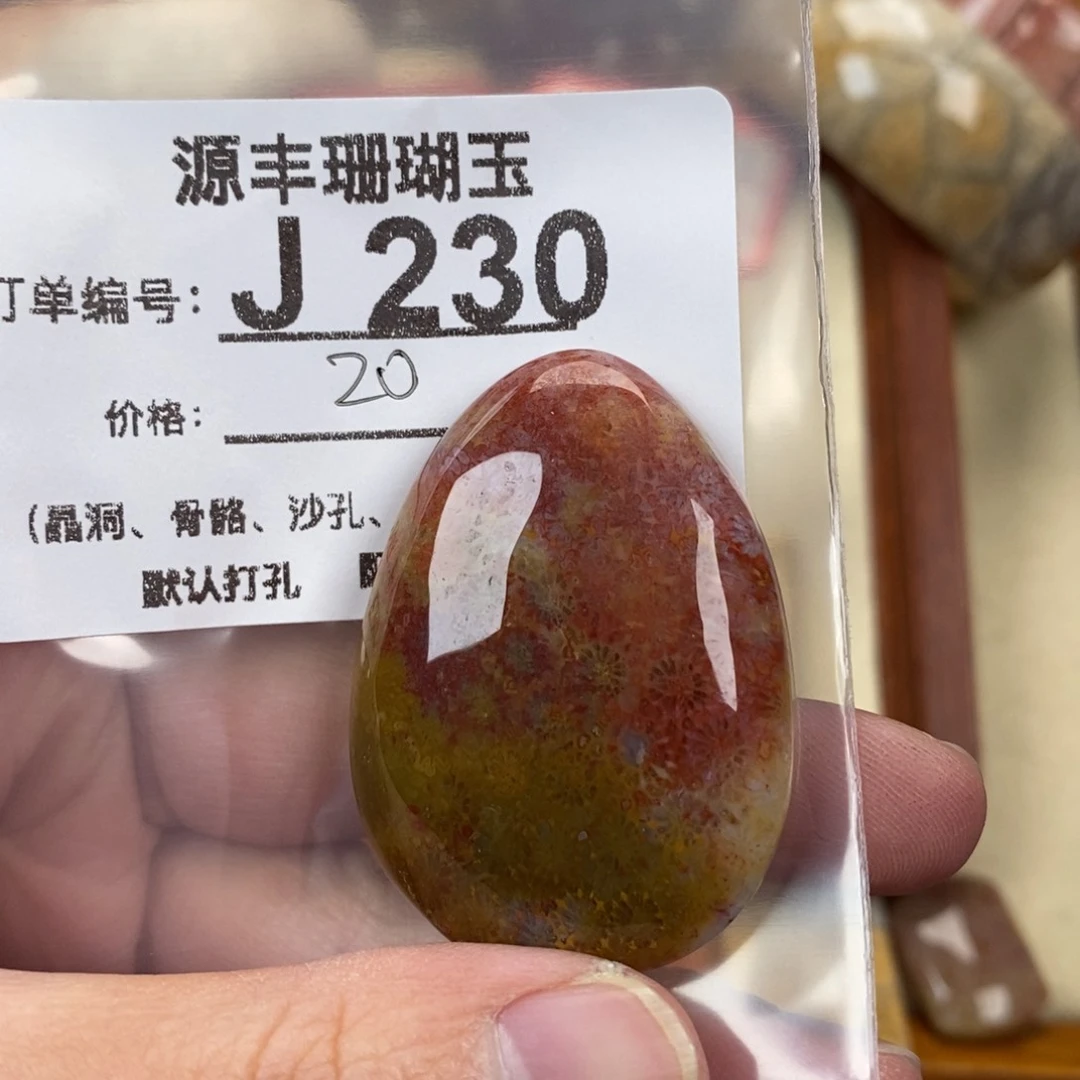 源丰珊瑚玉
订单编号: J 230
价格: 20
(晶洞、骨骼、沙孔、
默认打孔